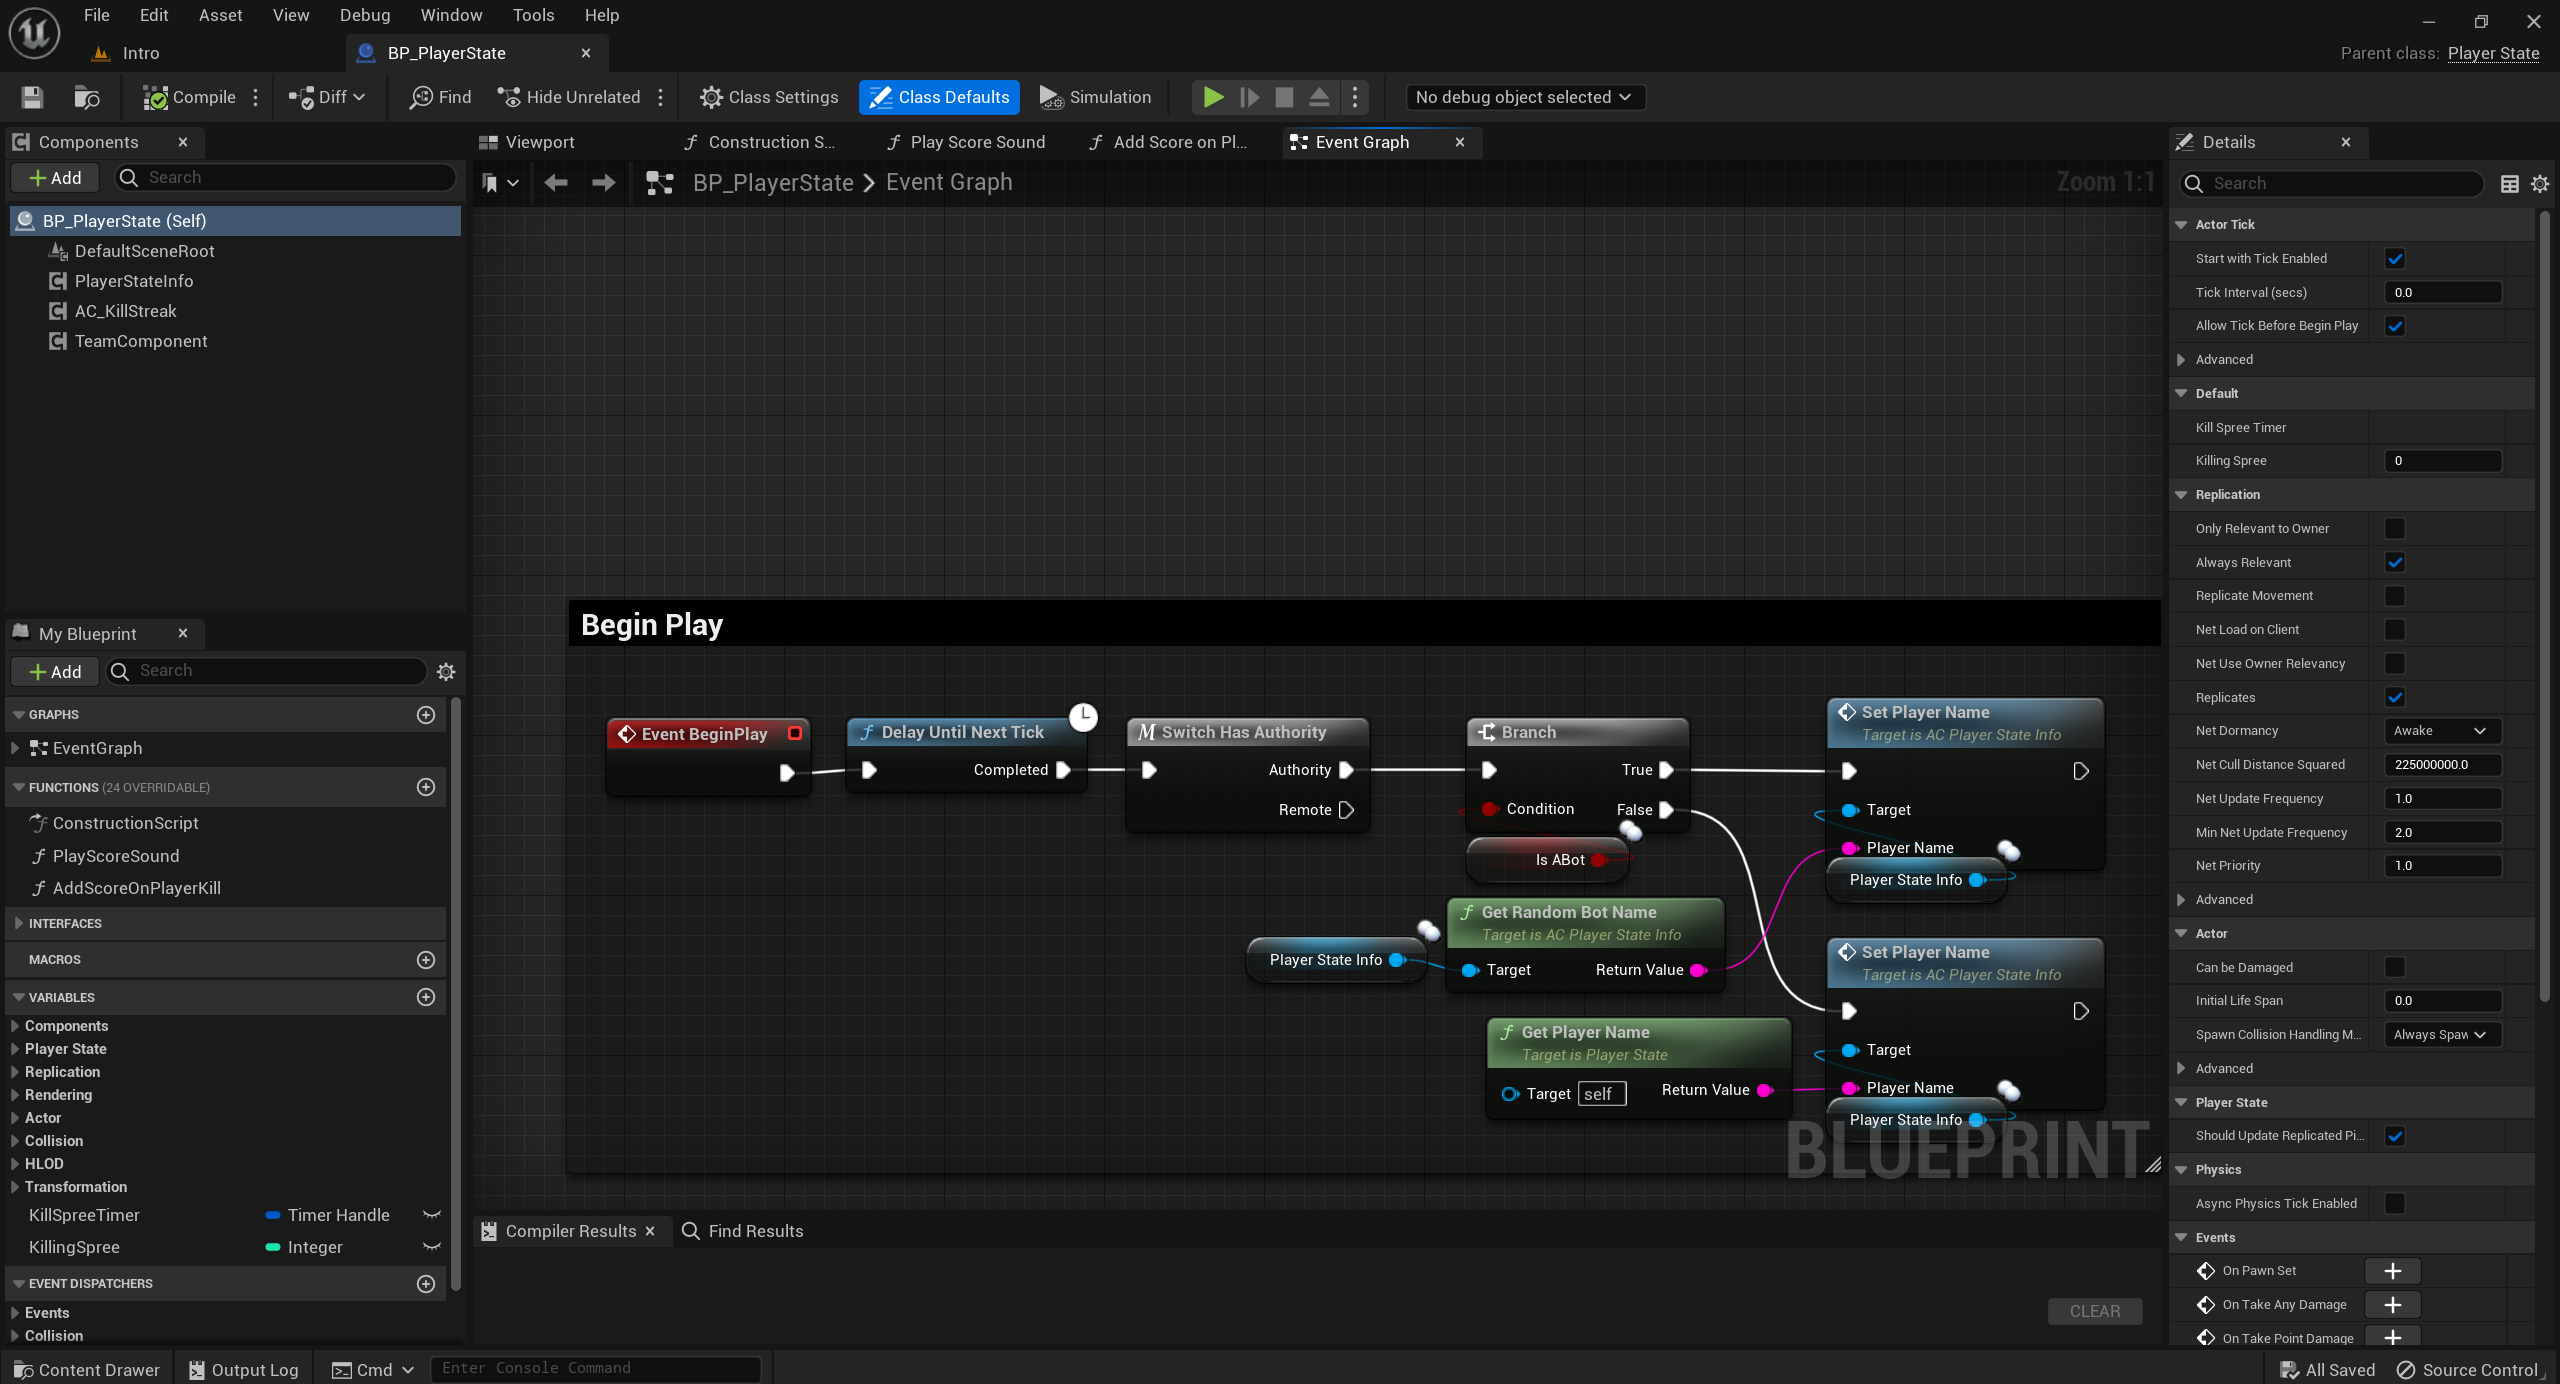 File Edit Asset View Debug Window Tools Help
Intro
BP_PlayerState
Parent class: Player State
Compile
Diff
Find
Hide Unrelated
Class Settings
Class Defaults
Simulation
No debug object selected
Components
Add
Search
BP_PlayerState (Self)
DefaultSceneRoot
PlayerStateInfo
AC_KillStreak
TeamComponent
My Blueprint
Add
Search
GRAPHS
EventGraph
FUNCTIONS (24 OVERRIDABLE)
ConstructionScript
PlayScoreSound
AddScoreOnPlayerKill
INTERFACES
MACROS
VARIABLES
Components
Player State
Replication
Rendering
Actor
Collision
HLOD
Transformation
KillSpreeTimer Timer Handle
KillingSpree Integer
EVENT DISPATCHERS
Events
Collision
Viewport
Construction S...
Play Score Sound
Add Score on Pl...
Event Graph
BP_PlayerState > Event Graph
Zoom 1:1
Begin Play
Event BeginPlay
Delay Until Next Tick
Completed
Switch Has Authority
Authority
Remote
Branch
True
Condition False
Is ABot
Set Player Name
Target is AC Player State Info
Target
Player Name
Player State Info
Get Random Bot Name
Target is AC Player State Info
Player State Info
Target Return Value
Set Player Name
Target is AC Player State Info
Target
Player Name
Player State Info
Get Player Name
Target is Player State
Target self Return Value
BLUEPRINT
Compiler Results
Find Results
CLEAR
Details
Search
Actor Tick
Start with Tick Enabled
Tick Interval (secs) 0.0
Allow Tick Before Begin Play
Advanced
Default
Kill Spree Timer
Killing Spree 0
Replication
Only Relevant to Owner
Always Relevant
Replicate Movement
Net Load on Client
Net Use Owner Relevancy
Replicates
Net Dormancy Awake
Net Cull Distance Squared 225000000.0
Net Update Frequency 1.0
Min Net Update Frequency 2.0
Net Priority 1.0
Advanced
Actor
Can be Damaged
Initial Life Span 0.0
Spawn Collision Handling M... Always Spaw
Advanced
Player State
Should Update Replicated Pi...
Physics
Async Physics Tick Enabled
Events
On Pawn Set
On Take Any Damage
On Take Point Damage
Content Drawer
Output Log
Cmd
Enter Console Command
All Saved
Source Control